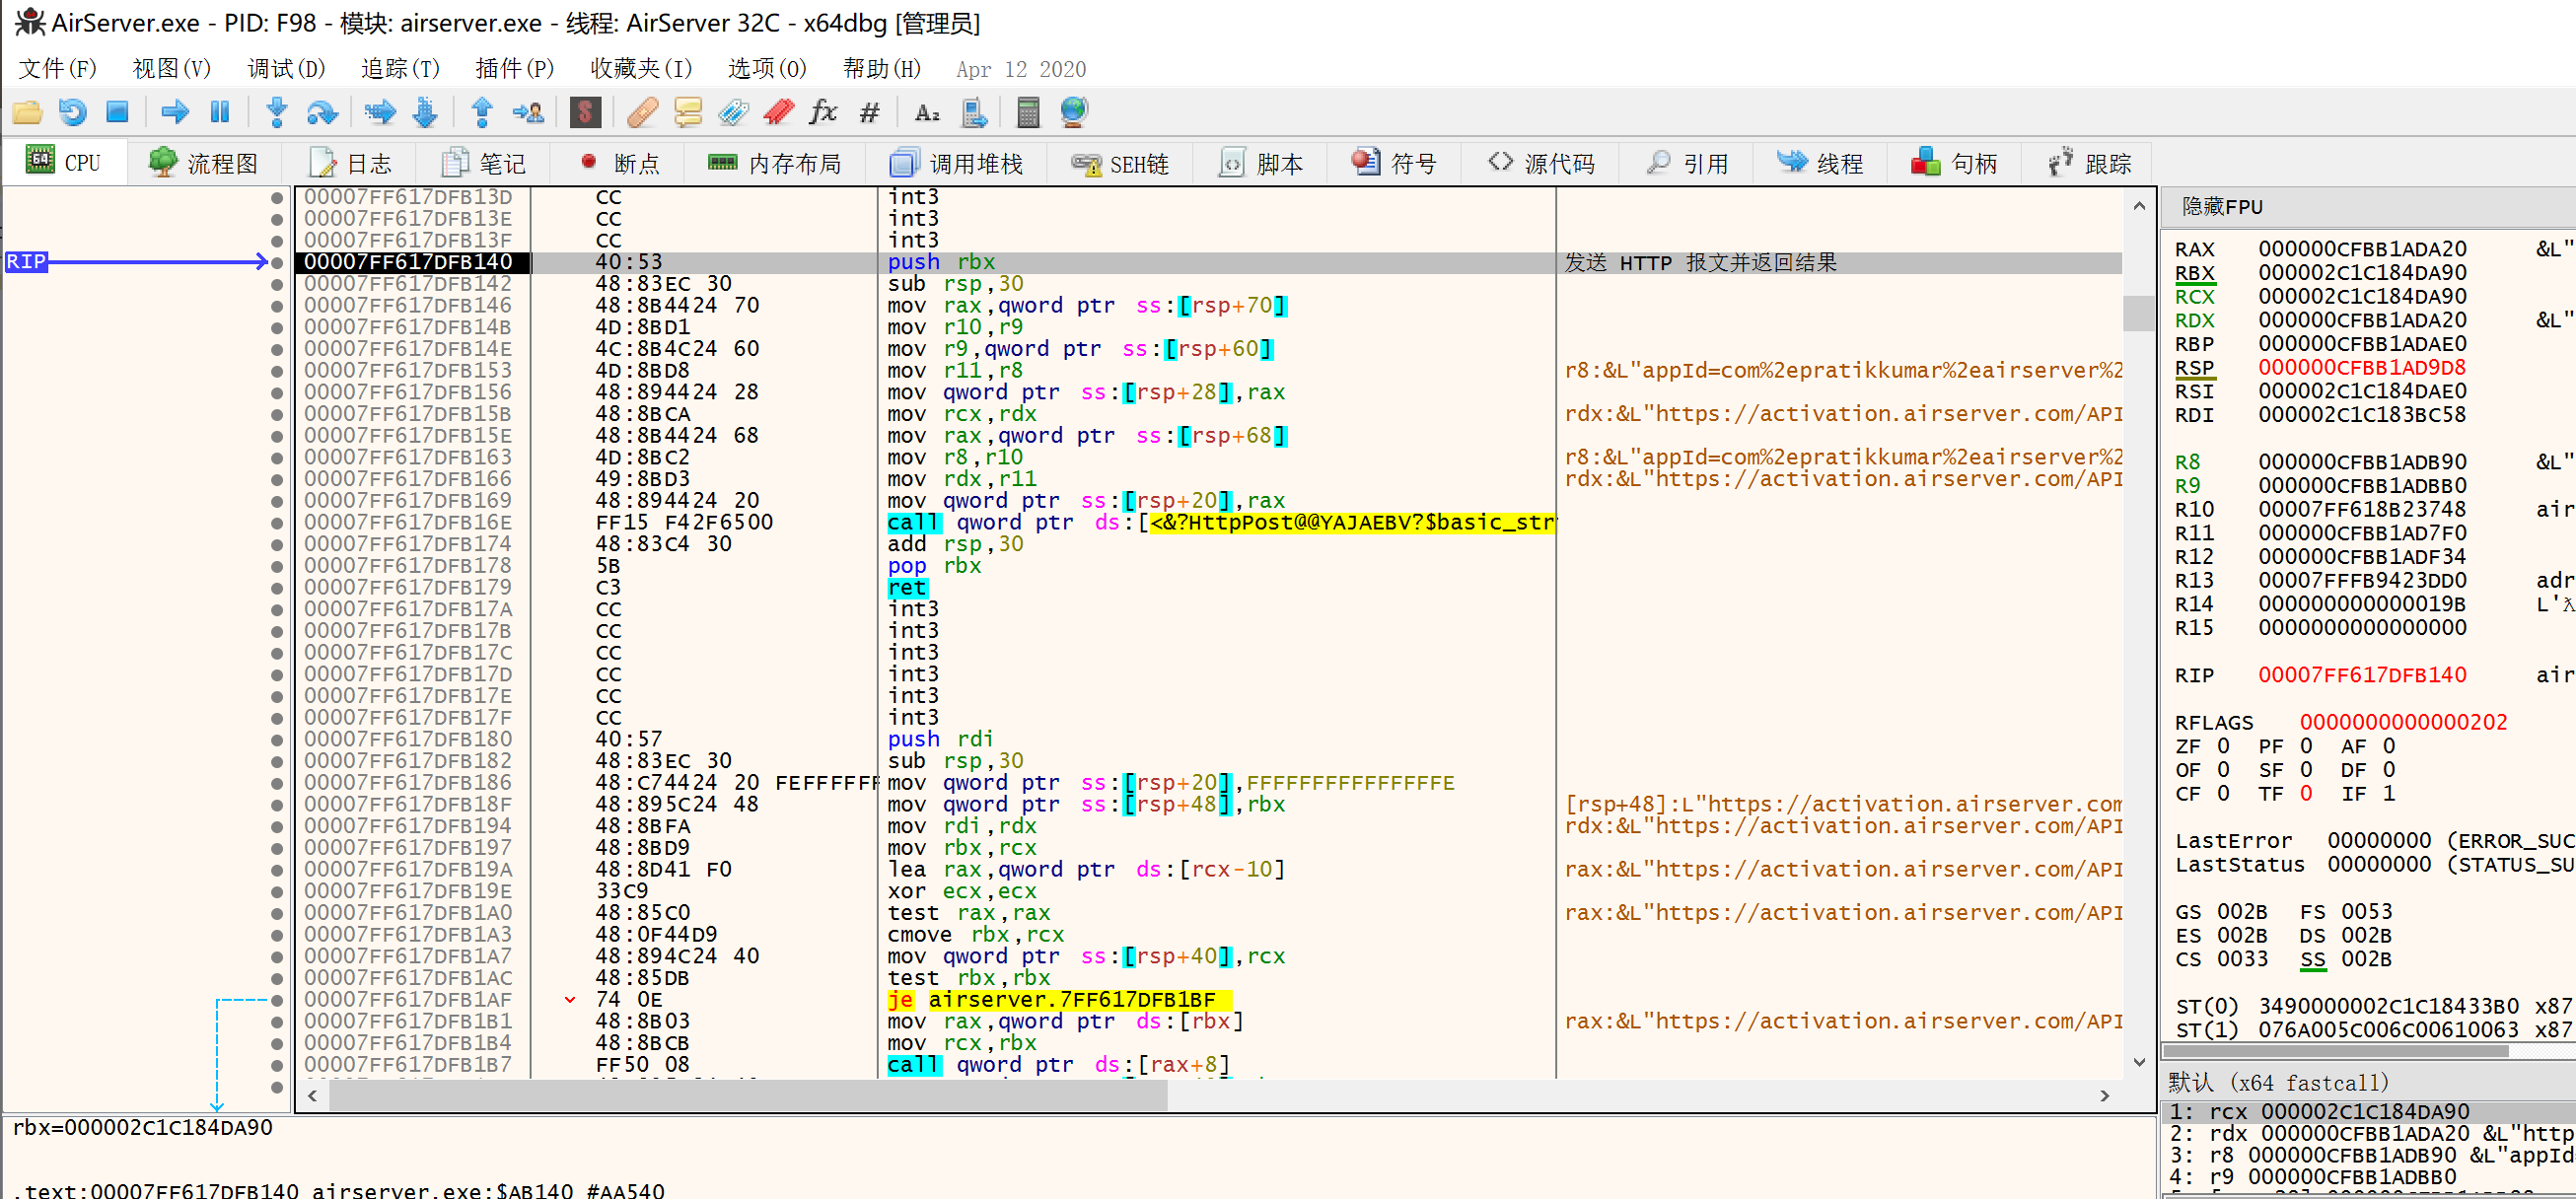 AirServer.exe - PID: F98 - 模块: airserver.exe - 线程: AirServer 32C - x64dbg [管理员]
文件(F) 视图(V) 调试(D) 追踪(T) 插件(P) 收藏夹(I) 选项(O) 帮助(H) Apr 12 2020
CPU 流程图 日志 笔记 断点 内存布局 调用堆栈 SEH链 脚本 符号 源代码 引用 线程 句柄 跟踪
00007FF617DFB13D CC int3
00007FF617DFB13E CC int3
00007FF617DFB13F CC int3
RIP 00007FF617DFB140 40:53 push rbx 发送 HTTP 报文并返回结果
00007FF617DFB142 48:83EC 30 sub rsp,30
00007FF617DFB146 48:8B4424 70 mov rax,qword ptr ss:[rsp+70]
00007FF617DFB14B 4D:8BD1 mov r10,r9
00007FF617DFB14E 4C:8B4C24 60 mov r9,qword ptr ss:[rsp+60]
00007FF617DFB153 4D:8BD8 mov r11,r8 r8:&L"appId=com%2epratikkumar%2eairserver%2
00007FF617DFB156 48:894424 28 mov qword ptr ss:[rsp+28],rax
00007FF617DFB15B 48:8BCA mov rcx,rdx rdx:&L"https://activation.airserver.com/API
00007FF617DFB15E 48:8B4424 68 mov rax,qword ptr ss:[rsp+68]
00007FF617DFB163 4D:8BC2 mov r8,r10 r8:&L"appId=com%2epratikkumar%2eairserver%2
00007FF617DFB166 49:8BD3 mov rdx,r11 rdx:&L"https://activation.airserver.com/API
00007FF617DFB169 48:894424 20 mov qword ptr ss:[rsp+20],rax
00007FF617DFB16E FF15 F42F6500 call qword ptr ds:[<&?HttpPost@@YAJAEBV?$basic_str
00007FF617DFB174 48:83C4 30 add rsp,30
00007FF617DFB178 5B pop rbx
00007FF617DFB179 C3 ret
00007FF617DFB17A CC int3
00007FF617DFB17B CC int3
00007FF617DFB17C CC int3
00007FF617DFB17D CC int3
00007FF617DFB17E CC int3
00007FF617DFB17F CC int3
00007FF617DFB180 40:57 push rdi
00007FF617DFB182 48:83EC 30 sub rsp,30
00007FF617DFB186 48:C74424 20 FEFFFFFF mov qword ptr ss:[rsp+20],FFFFFFFFFFFFFFFE
00007FF617DFB18F 48:895C24 48 mov qword ptr ss:[rsp+48],rbx [rsp+48]:L"https://activation.airserver.com
00007FF617DFB194 48:8BFA mov rdi,rdx rdx:&L"https://activation.airserver.com/API
00007FF617DFB197 48:8BD9 mov rbx,rcx
00007FF617DFB19A 48:8D41 F0 lea rax,qword ptr ds:[rcx-10] rax:&L"https://activation.airserver.com/API
00007FF617DFB19E 33C9 xor ecx,ecx
00007FF617DFB1A0 48:85C0 test rax,rax rax:&L"https://activation.airserver.com/API
00007FF617DFB1A3 48:0F44D9 cmove rbx,rcx
00007FF617DFB1A7 48:894C24 40 mov qword ptr ss:[rsp+40],rcx
00007FF617DFB1AC 48:85DB test rbx,rbx
00007FF617DFB1AF 74 0E je airserver.7FF617DFB1BF
00007FF617DFB1B1 48:8B03 mov rax,qword ptr ds:[rbx] rax:&L"https://activation.airserver.com/API
00007FF617DFB1B4 48:8BCB mov rcx,rbx
00007FF617DFB1B7 FF50 08 call qword ptr ds:[rax+8]
rbx=000002C1C184DA90
.text:00007FF617DFB140 airserver.exe:$AB140 #AA540
隐藏FPU
RAX 000000CFBB1ADA20 &L"
RBX 000002C1C184DA90
RCX 000002C1C184DA90
RDX 000000CFBB1ADA20 &L"
RBP 000000CFBB1ADAE0
RSP 000000CFBB1AD9D8
RSI 000002C1C184DAE0
RDI 000002C1C183BC58
R8 000000CFBB1ADB90 &L"
R9 000000CFBB1ADBB0
R10 00007FF618B23748 air
R11 000000CFBB1AD7F0
R12 000000CFBB1ADF34
R13 00007FFFB9423DD0 adr
R14 000000000000019B L'ƛ
R15 0000000000000000
RIP 00007FF617DFB140 air
RFLAGS 0000000000000202
ZF 0 PF 0 AF 0
OF 0 SF 0 DF 0
CF 0 TF 0 IF 1
LastError 00000000 (ERROR_SUC
LastStatus 00000000 (STATUS_SU
GS 002B FS 0053
ES 002B DS 002B
CS 0033 SS 002B
ST(0) 3490000002C1C18433B0 x87
ST(1) 076A005C006C00610063 x87
默认 (x64 fastcall)
1: rcx 000002C1C184DA90
2: rdx 000000CFBB1ADA20 &L"http
3: r8 000000CFBB1ADB90 &L"appId
4: r9 000000CFBB1ADBB0